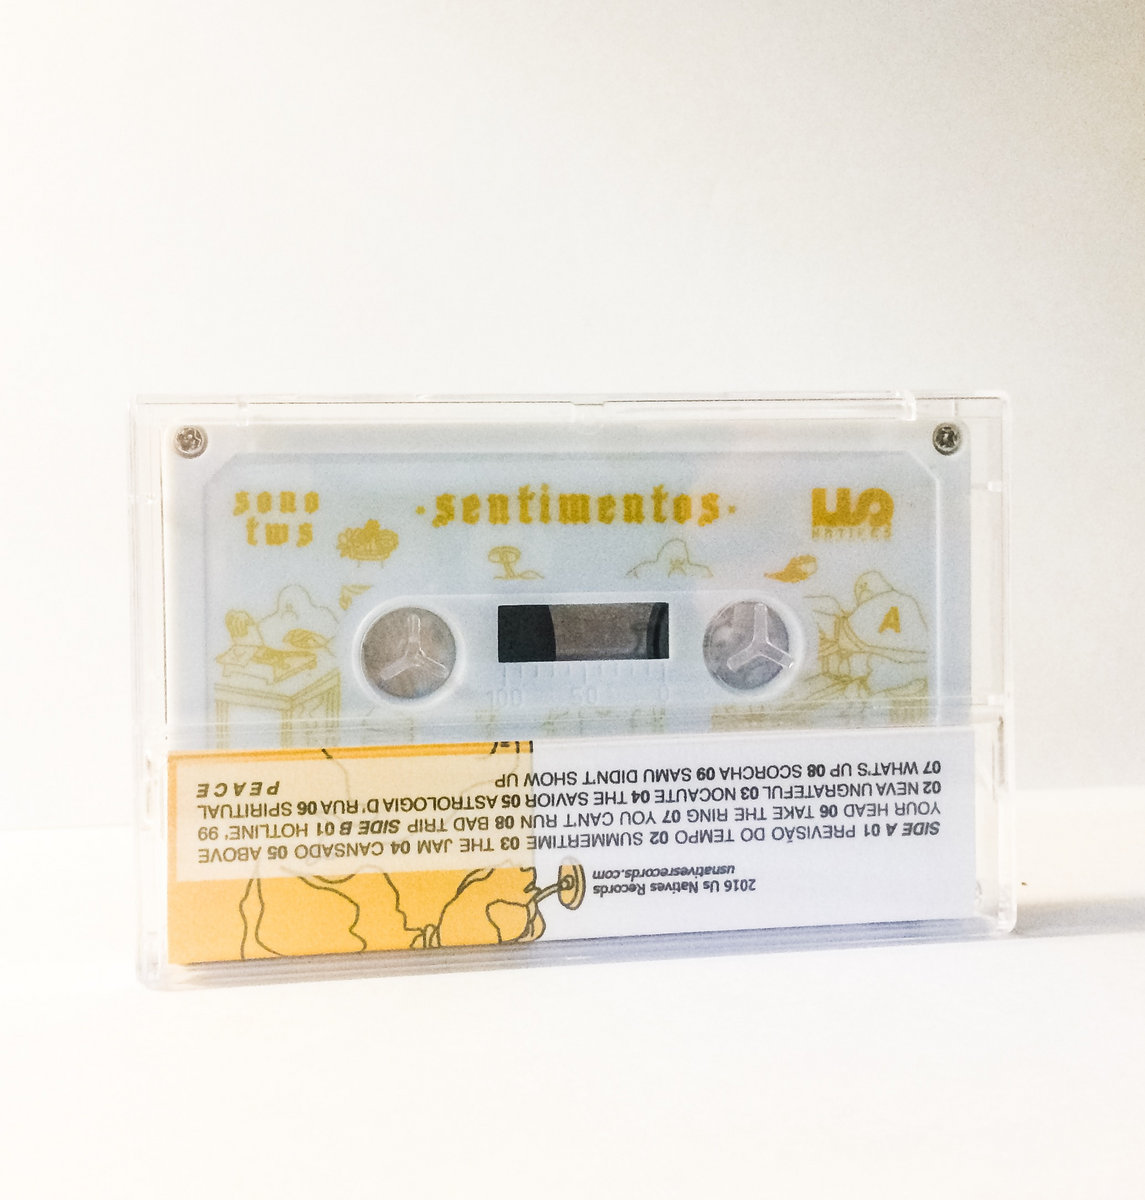 sono
tws
·sentimentos·
US
NATIVES
A
100 50 0
2016 Us Natives Records
usnativesrecords.com
SIDE A 01 PREVISÃO DO TEMPO 02 SUMMERTIME 03 THE JAM 04 CANSADO 05 ABOVE
YOUR HEAD 06 TAKE THE RING 07 YOU CAN'T RUN 08 BAD TRIP SIDE B 01 HOTLINE' 99
02 NEVA UNGRATEFUL 03 NOCAUTE 04 THE SAVIOR 05 ASTROLOGIA D' RUA 06 SPIRITUAL
07 WHAT'S UP 08 SCORCHA 09 SAMU DIDN'T SHOW UP
PEACE